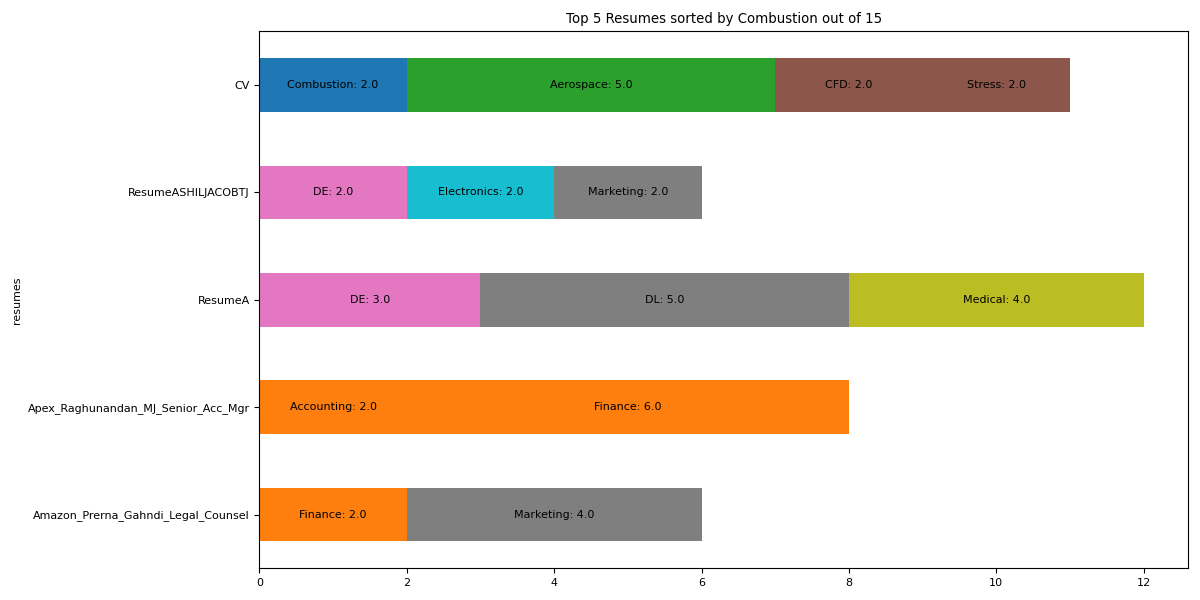 Top 5 Resumes sorted by Combustion out of 15
CV
Combustion: 2.0
Aerospace: 5.0
CFD: 2.0
Stress: 2.0
ResumeASHILJACOBTJ
DE: 2.0
Electronics: 2.0
Marketing: 2.0
resumes
ResumeA
DE: 3.0
DL: 5.0
Medical: 4.0
Apex_Raghunandan_MJ_Senior_Acc_Mgr
Accounting: 2.0
Finance: 6.0
Amazon_Prerna_Gahndi_Legal_Counsel
Finance: 2.0
Marketing: 4.0
0 2 4 6 8 10 12